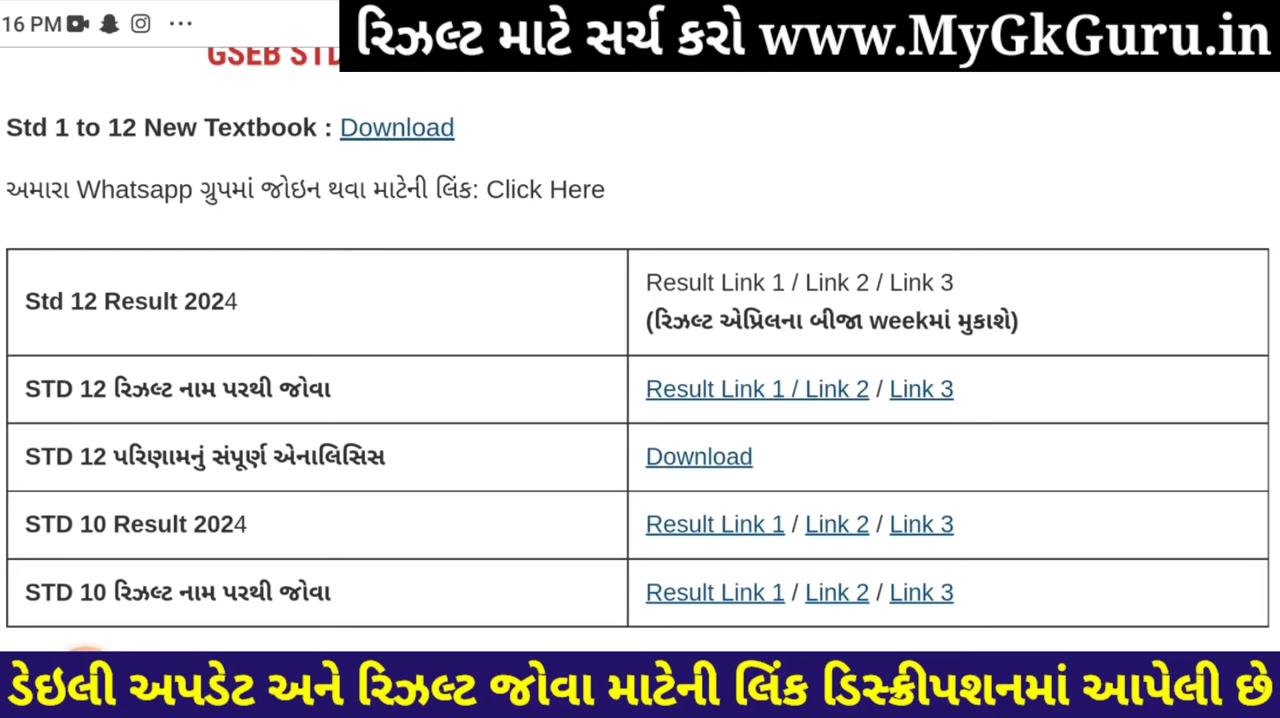 16 PM
રિઝલ્ટ માટે સર્ચ કરો www.MyGkGuru.in
GSEB STD
Std 1 to 12 New Textbook : Download
અમારા Whatsapp ગ્રુપમાં જોઇન થવા માટેની લિંક: Click Here
Std 12 Result 2024
Result Link 1 / Link 2 / Link 3
(રિઝલ્ટ એપ્રિલના બીજા weekમાં મુકાશે)
STD 12 રિઝલ્ટ નામ પરથી જોવા
Result Link 1 / Link 2 / Link 3
STD 12 પરિણામનું સંપૂર્ણ એનાલિસિસ
Download
STD 10 Result 2024
Result Link 1 / Link 2 / Link 3
STD 10 રિઝલ્ટ નામ પરથી જોવા
Result Link 1 / Link 2 / Link 3
ડેઇલી અપડેટ અને રિઝલ્ટ જોવા માટેની લિંક ડિસ્ક્રીપશનમાં આપેલી છે